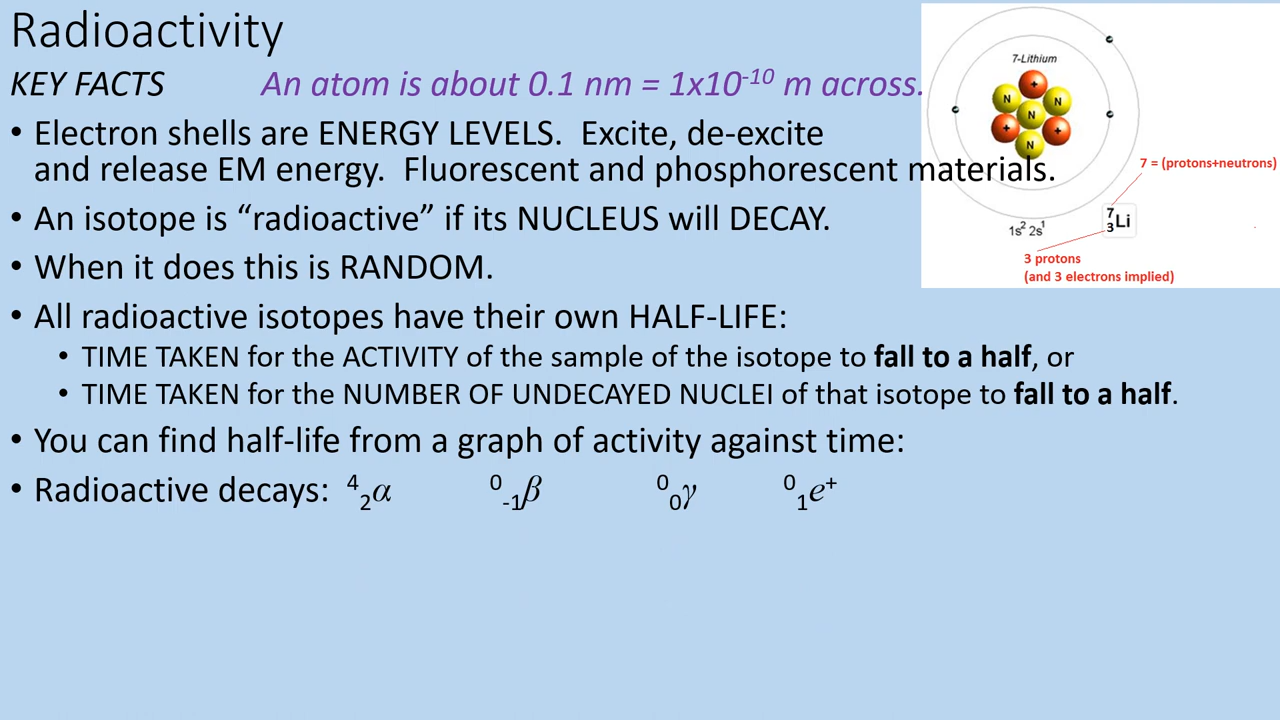 Radioactivity
KEY FACTS An atom is about 0.1 nm = 1x10⁻¹⁰ m across.
• Electron shells are ENERGY LEVELS. Excite, de-excite
and release EM energy. Fluorescent and phosphorescent materials.
• An isotope is “radioactive” if its NUCLEUS will DECAY.
• When it does this is RANDOM.
• All radioactive isotopes have their own HALF-LIFE:
• TIME TAKEN for the ACTIVITY of the sample of the isotope to fall to a half, or
• TIME TAKEN for the NUMBER OF UNDECAYED NUCLEI of that isotope to fall to a half.
• You can find half-life from a graph of activity against time:
• Radioactive decays: ⁴₂α ⁰₋₁β ⁰₀γ ⁰₁e⁺
7-Lithium
+
N N
N
+ +
N
7 = (protons+neutrons)
⁷₃Li
1s² 2s¹
3 protons
(and 3 electrons implied)